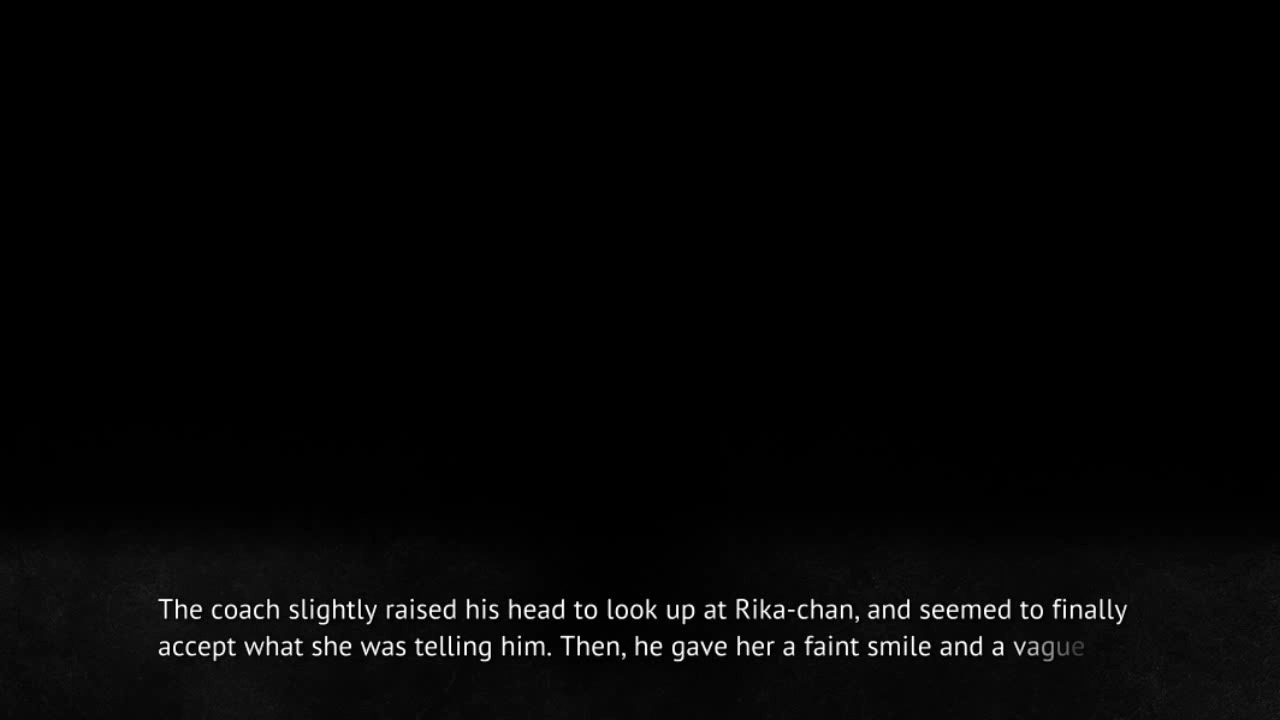 The coach slightly raised his head to look up at Rika-chan, and seemed to finally
accept what she was telling him. Then, he gave her a faint smile and a vague